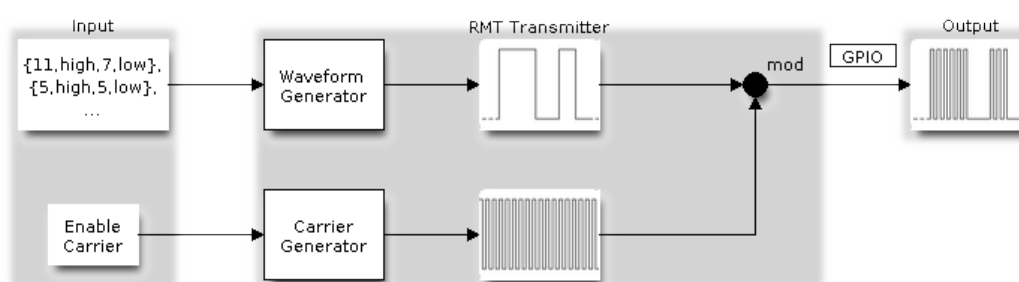 Input
RMT Transmitter
Output
{11,high,7,low},
{5,high,5,low},
...
Waveform
Generator
mod
GPIO
Enable
Carrier
Carrier
Generator